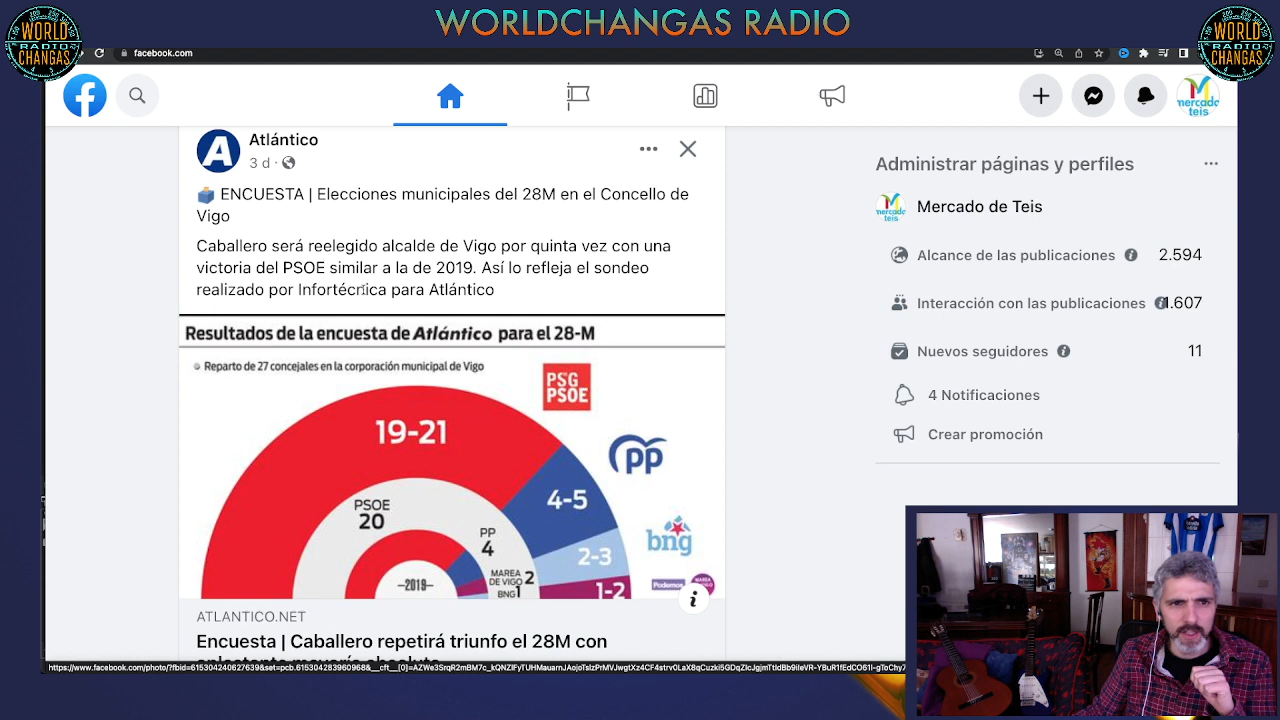 WORLDCHANGAS RADIO
WORLD
RADIO
CHANGAS
WORLD
RADIO
CHANGAS
facebook.com
mercado
teis
Atlántico
3 d ·
ENCUESTA | Elecciones municipales del 28M en el Concello de
Vigo
Caballero será reelegido alcalde de Vigo por quinta vez con una
victoria del PSOE similar a la de 2019. Así lo refleja el sondeo
realizado por Infortécnica para Atlántico
Resultados de la encuesta de Atlántico para el 28-M
Reparto de 27 concejales en la corporación municipal de Vigo
PSG
PSOE
19-21
pp
4-5
PSOE
20
PP
4
bng
2-3
MAREA
DE VIGO 2
BNG 1
-2019-
1-2
Podemos
ATLANTICO.NET
Encuesta | Caballero repetirá triunfo el 28M con
Administrar páginas y perfiles
mercado
teis
Mercado de Teis
Alcance de las publicaciones 2.594
Interacción con las publicaciones 1.607
Nuevos seguidores 11
4 Notificaciones
Crear promoción